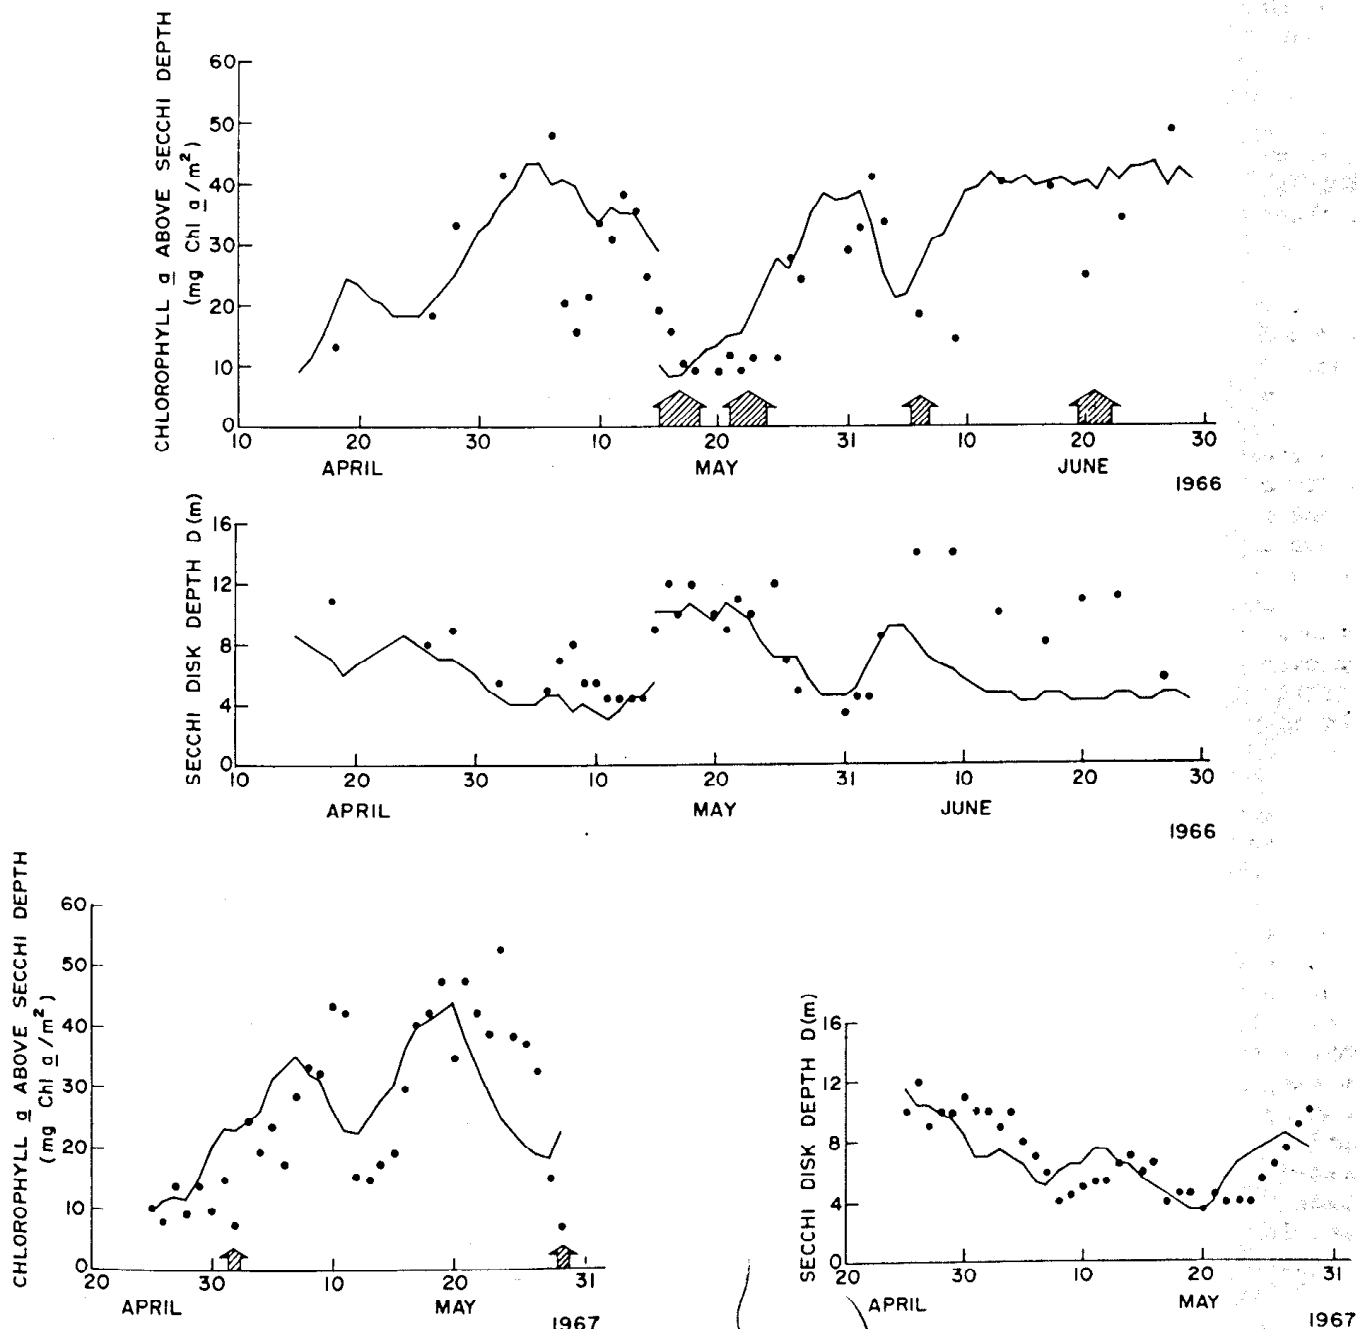 CHLOROPHYLL a ABOVE SECCHI DEPTH
(mg Chl a/m²)
60
50
40
30
20
10
0
10 20 30 10 20 31 10 20 30
APRIL MAY JUNE
1966
SECCHI DISK DEPTH D(m)
16
12
8
4
0
10 20 30 10 20 31 10 20 30
APRIL MAY JUNE
1966
CHLOROPHYLL a ABOVE SECCHI DEPTH
(mg Chl a/m²)
60
50
40
30
20
10
0
20 30 10 20 31
APRIL MAY
1967
SECCHI DISK DEPTH D(m)
16
12
8
4
0
20 30 10 20 31
APRIL MAY
1967